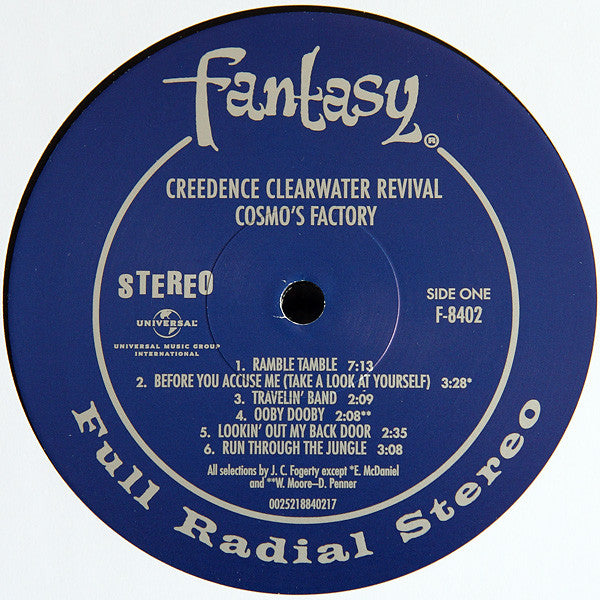 Fantasy®
CREEDENCE CLEARWATER REVIVAL
COSMO'S FACTORY
STEREO
SIDE ONE
F-8402
UNIVERSAL
UNIVERSAL MUSIC GROUP
INTERNATIONAL
1. RAMBLE TAMBLE 7:13
2. BEFORE YOU ACCUSE ME (TAKE A LOOK AT YOURSELF) 3:28*
3. TRAVELIN' BAND 2:09
4. OOBY DOOBY 2:08**
5. LOOKIN' OUT MY BACK DOOR 2:35
6. RUN THROUGH THE JUNGLE 3:08
All selections by J. C. Fogerty except *E. McDaniel
and **W. Moore–D. Penner
0025218840217
Full Radial Stereo